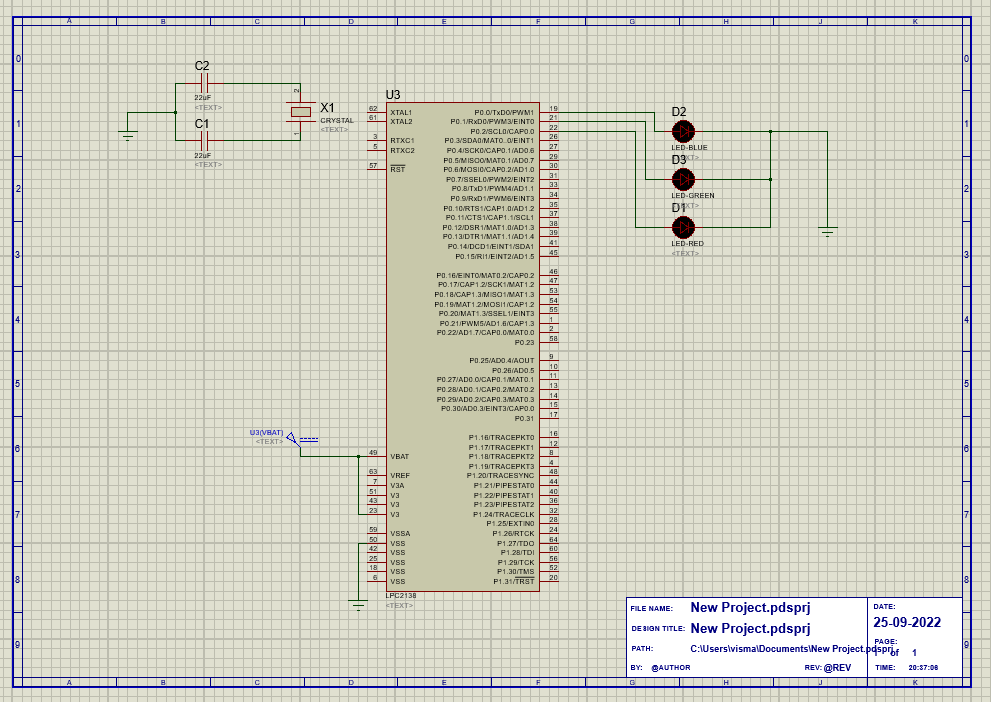 A B C D E F G H J K
0 0
1 1
2 2
3 3
4 4
5 5
6 6
7 7
8 8
9 9
A B C D E F G H J K
C2
22uF
<TEXT>
C1
22uF
<TEXT>
2
X1
CRYSTAL
<TEXT>
1
U3
62 XTAL1
61 XTAL2
3 RTXC1
5 RTXC2
57 RST
49 VBAT
63 VREF
7 V3A
51 V3
43 V3
23 V3
59 VSSA
50 VSS
42 VSS
25 VSS
18 VSS
6 VSS
P0.0/TxD0/PWM1 19
P0.1/RxD0/PWM3/EINT0 21
P0.2/SCL0/CAP0.0 22
P0.3/SDA0/MAT0.0/EINT1 26
P0.4/SCK0/CAP0.1/AD0.6 27
P0.5/MISO0/MAT0.1/AD0.7 29
P0.6/MOSI0/CAP0.2/AD1.0 30
P0.7/SSEL0/PWM2/EINT2 31
P0.8/TxD1/PWM4/AD1.1 33
P0.9/RxD1/PWM6/EINT3 34
P0.10/RTS1/CAP1.0/AD1.2 35
P0.11/CTS1/CAP1.1/SCL1 37
P0.12/DSR1/MAT1.0/AD1.3 38
P0.13/DTR1/MAT1.1/AD1.4 39
P0.14/DCD1/EINT1/SDA1 41
P0.15/RI1/EINT2/AD1.5 45
P0.16/EINT0/MAT0.2/CAP0.2 46
P0.17/CAP1.2/SCK1/MAT1.2 47
P0.18/CAP1.3/MISO1/MAT1.3 53
P0.19/MAT1.2/MOSI1/CAP1.2 54
P0.20/MAT1.3/SSEL1/EINT3 55
P0.21/PWM5/AD1.6/CAP1.3 1
P0.22/AD1.7/CAP0.0/MAT0.0 2
P0.23 58
P0.25/AD0.4/AOUT 9
P0.26/AD0.5 10
P0.27/AD0.0/CAP0.1/MAT0.1 11
P0.28/AD0.1/CAP0.2/MAT0.2 13
P0.29/AD0.2/CAP0.3/MAT0.3 14
P0.30/AD0.3/EINT3/CAP0.0 15
P0.31 17
P1.16/TRACEPKT0 16
P1.17/TRACEPKT1 12
P1.18/TRACEPKT2 8
P1.19/TRACEPKT3 4
P1.20/TRACESYNC 48
P1.21/PIPESTAT0 44
P1.22/PIPESTAT1 40
P1.23/PIPESTAT2 36
P1.24/TRACECLK 32
P1.25/EXTIN0 28
P1.26/RTCK 24
P1.27/TDO 64
P1.28/TDI 60
P1.29/TCK 56
P1.30/TMS 52
P1.31/TRST 20
LPC2138
<TEXT>
U3(VBAT)
<TEXT>
D2
LED-BLUE
<TEXT>
D3
LED-GREEN
<TEXT>
D1
LED-RED
<TEXT>
FILE NAME: New Project.pdsprj
DESIGN TITLE: New Project.pdsprj
PATH: C:\Users\visma\Documents\New Project.pdsprj
BY: @AUTHOR REV: @REV
DATE:
25-09-2022
PAGE:
of 1
TIME: 20:37:06